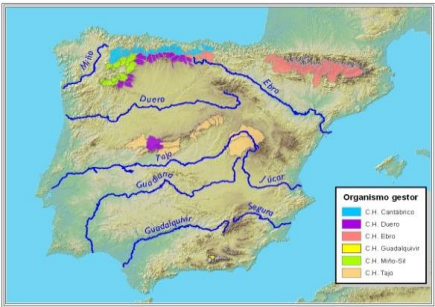 Miño
Ebro
Duero
Tajo
Guadiana
Júcar
Segura
Guadalquivir
Organismo gestor
C.H. Cantábrico
C.H. Duero
C.H. Ebro
C.H. Guadalquivir
C.H. Miño-Sil
C.H. Tajo